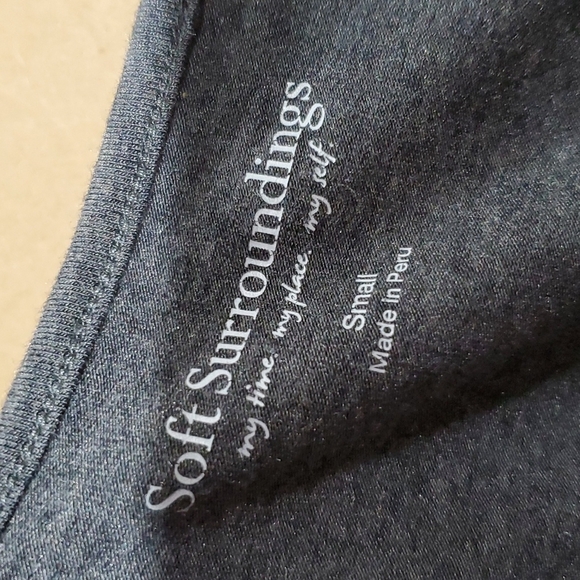 Soft Surroundings
my time. my place. my self.
Small
Made in Peru